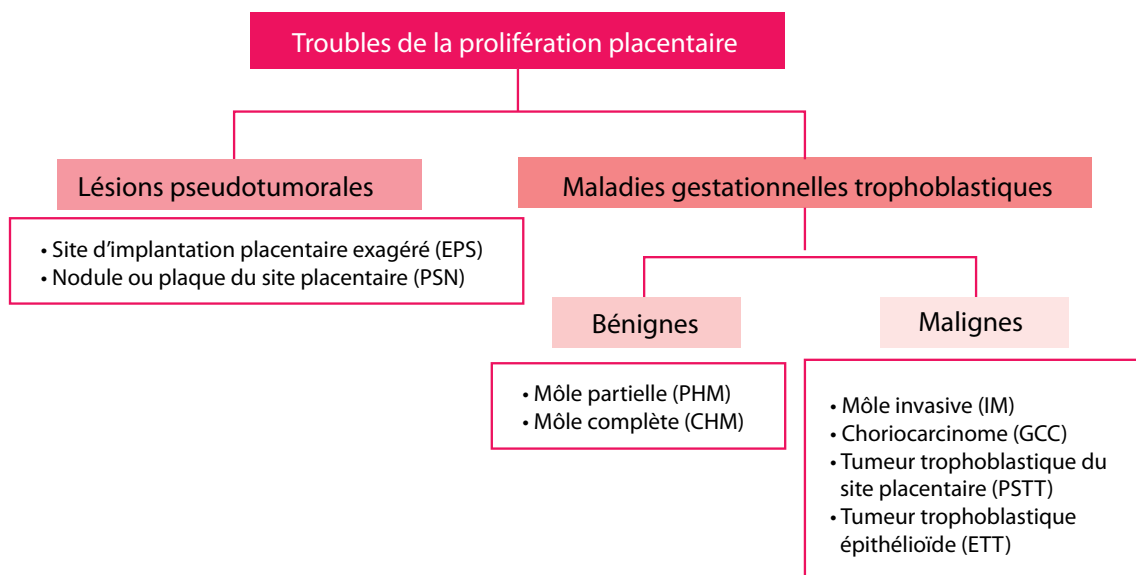 Troubles de la prolifération placentaire
Lésions pseudotumorales
• Site d'implantation placentaire exagéré (EPS)
• Nodule ou plaque du site placentaire (PSN)
Maladies gestationnelles trophoblastiques
Bénignes
• Môle partielle (PHM)
• Môle complète (CHM)
Malignes
• Môle invasive (IM)
• Choriocarcinome (GCC)
• Tumeur trophoblastique du
site placentaire (PSTT)
• Tumeur trophoblastique
épithélioïde (ETT)